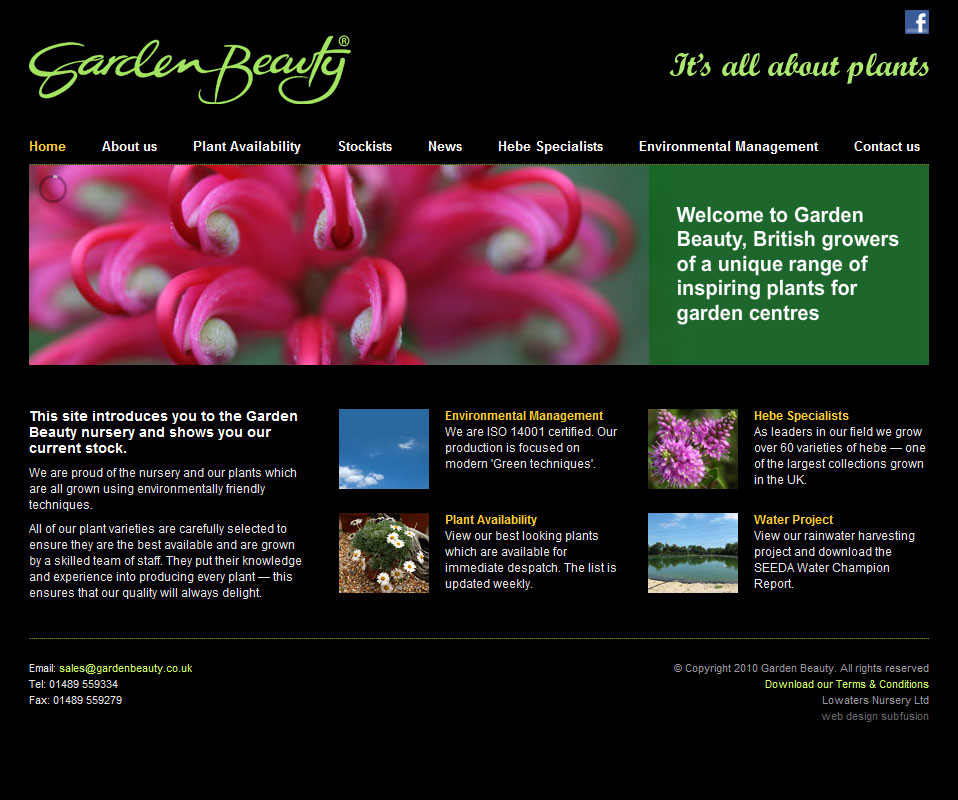 Garden Beauty®
f
It's all about plants
Home About us Plant Availability Stockists News Hebe Specialists Environmental Management Contact us
Welcome to Garden
Beauty, British growers
of a unique range of
inspiring plants for
garden centres
This site introduces you to the Garden
Beauty nursery and shows you our
current stock.
We are proud of the nursery and our plants which
are all grown using environmentally friendly
techniques.
All of our plant varieties are carefully selected to
ensure they are the best available and are grown
by a skilled team of staff. They put their knowledge
and experience into producing every plant — this
ensures that our quality will always delight.
Environmental Management
We are ISO 14001 certified. Our
production is focused on
modern 'Green techniques'.
Hebe Specialists
As leaders in our field we grow
over 60 varieties of hebe — one
of the largest collections grown
in the UK.
Plant Availability
View our best looking plants
which are available for
immediate despatch. The list is
updated weekly.
Water Project
View our rainwater harvesting
project and download the
SEEDA Water Champion
Report.
Email: sales@gardenbeauty.co.uk
Tel: 01489 559334
Fax: 01489 559279
© Copyright 2010 Garden Beauty. All rights reserved
Download our Terms & Conditions
Lowaters Nursery Ltd
web design subfusion